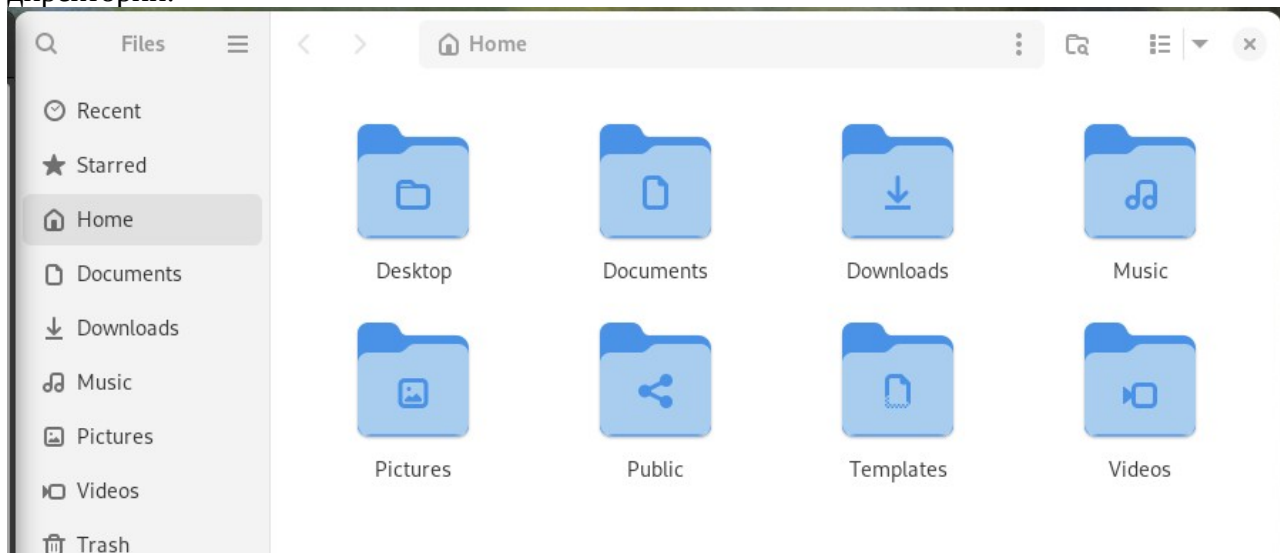 директории.
Files
Home
Recent
Starred
Home
Documents
Downloads
Music
Pictures
Videos
Trash
Desktop
Documents
Downloads
Music
Pictures
Public
Templates
Videos